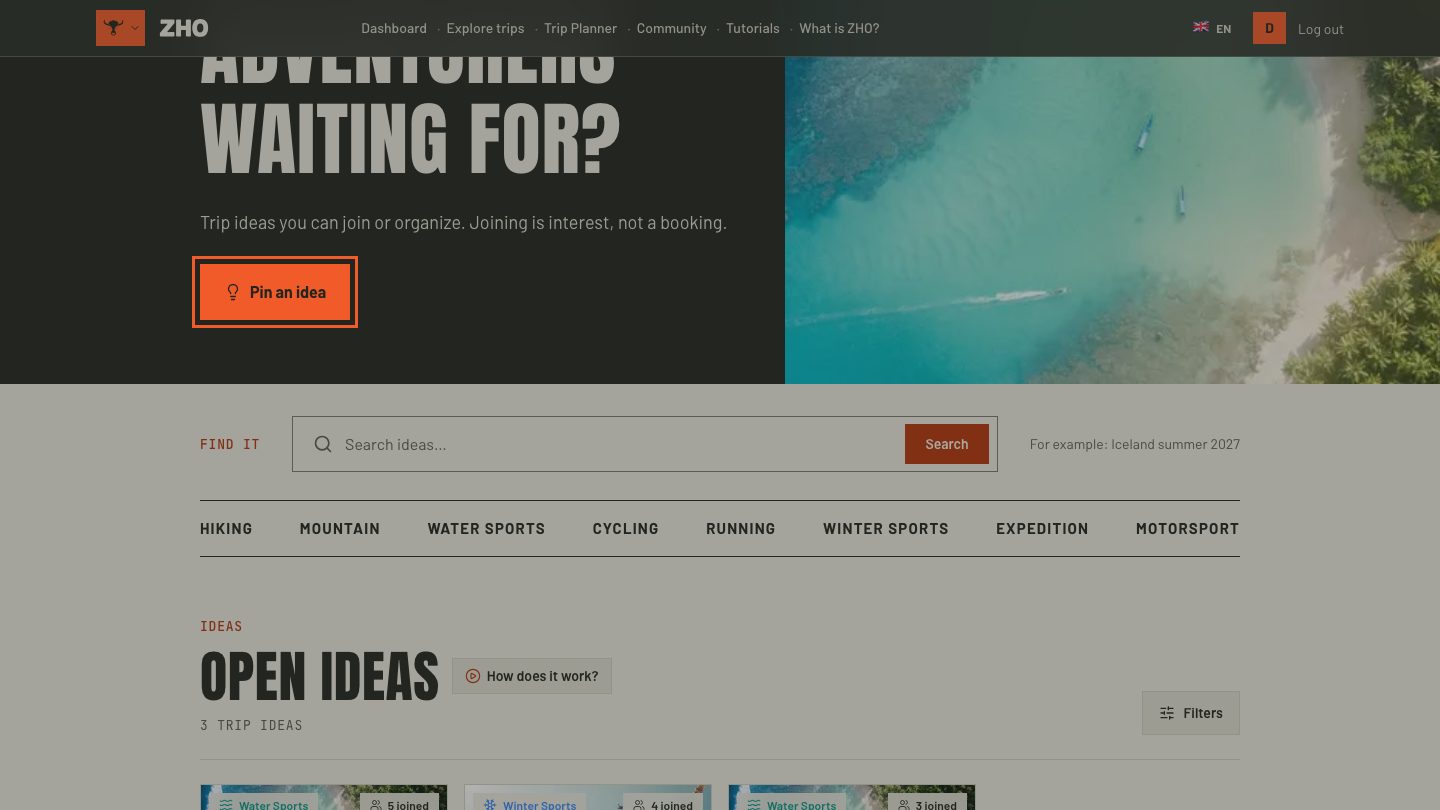 ZHO
Dashboard · Explore trips · Trip Planner · Community · Tutorials · What is ZHO?
EN
D
Log out
ADVENTURERS
WAITING FOR?
Trip ideas you can join or organize. Joining is interest, not a booking.
Pin an idea
FIND IT
Search ideas...
Search
For example: Iceland summer 2027
HIKING
MOUNTAIN
WATER SPORTS
CYCLING
RUNNING
WINTER SPORTS
EXPEDITION
MOTORSPORT
IDEAS
OPEN IDEAS
How does it work?
3 TRIP IDEAS
Filters
Water Sports
5 joined
Winter Sports
4 joined
Water Sports
3 joined